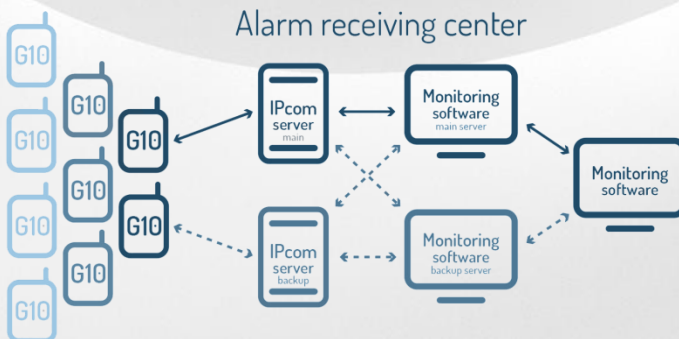 Alarm receiving center
G10
G10
G10
G10
G10
G10
G10
G10
G10
IPcom
server
main
Monitoring
software
main server
Monitoring
software
IPcom
server
backup
Monitoring
software
backup server